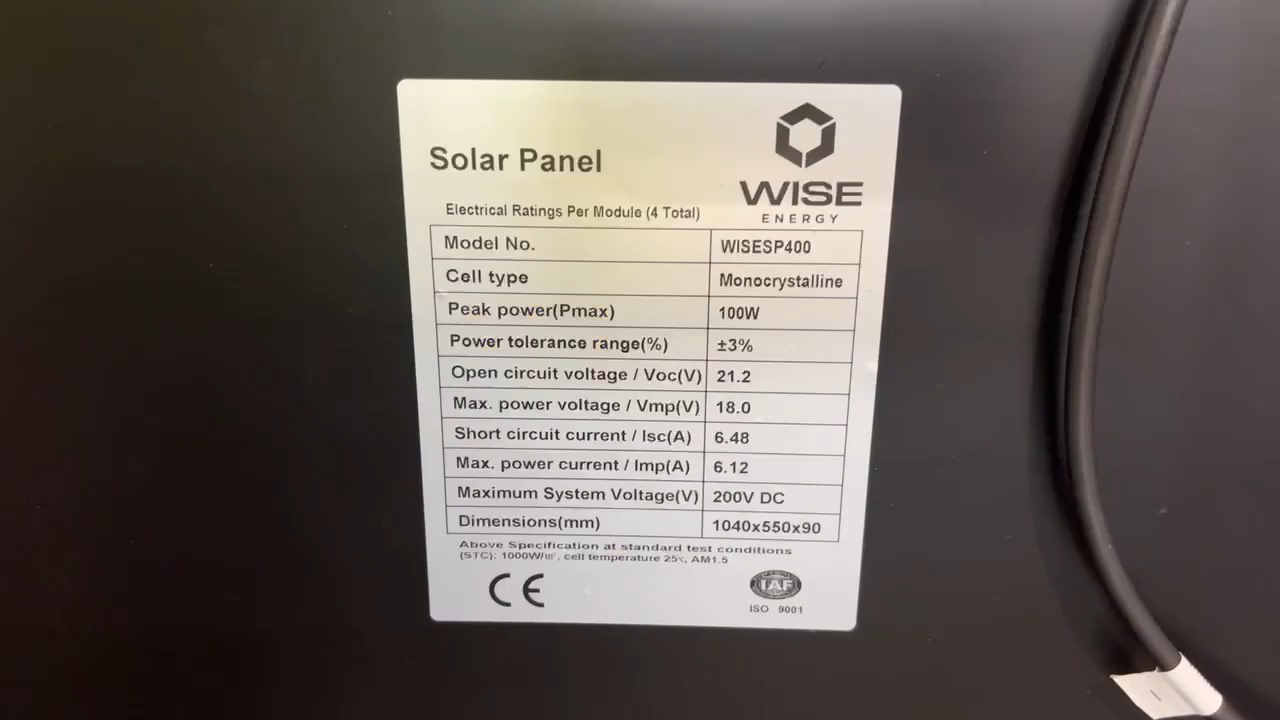 Solar Panel
WISE
ENERGY
Electrical Ratings Per Module (4 Total)
Model No. WISESP400
Cell type Monocrystalline
Peak power(Pmax) 100W
Power tolerance range(%) ±3%
Open circuit voltage / Voc(V) 21.2
Max. power voltage / Vmp(V) 18.0
Short circuit current / Isc(A) 6.48
Max. power current / Imp(A) 6.12
Maximum System Voltage(V) 200V DC
Dimensions(mm) 1040x550x90
Above Specification at standard test conditions
(STC): 1000W/㎡, cell temperature 25℃, AM1.5
CE
IAF
ISO 9001